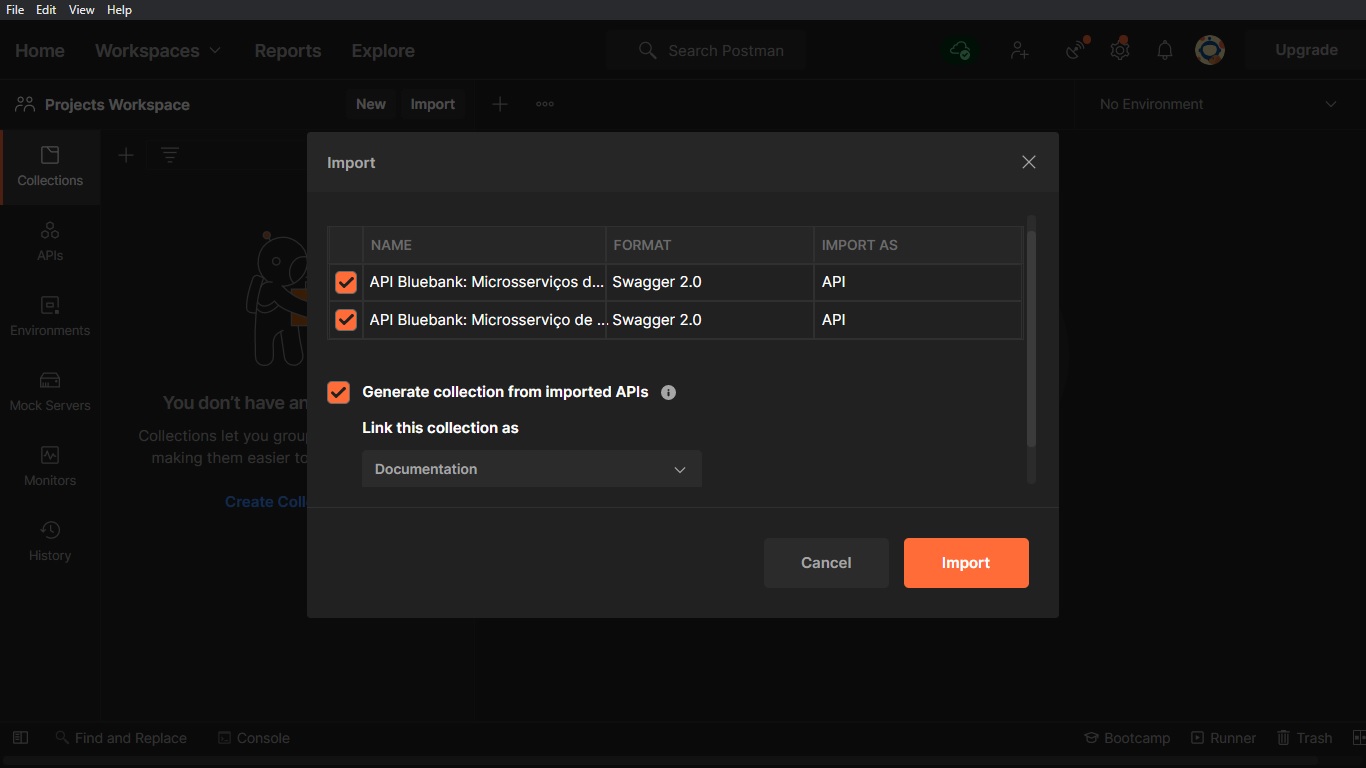 File Edit View Help
Home Workspaces Reports Explore Search Postman Upgrade
Projects Workspace New Import No Environment
Collections
APIs
Environments
Mock Servers
Monitors
History
You don't have an
Collections let you grou
making them easier to
Create Coll
Import
NAME FORMAT IMPORT AS
API Bluebank: Microsserviços d... Swagger 2.0 API
API Bluebank: Microsserviço de ... Swagger 2.0 API
Generate collection from imported APIs
Link this collection as
Documentation
Cancel Import
Find and Replace Console Bootcamp Runner Trash